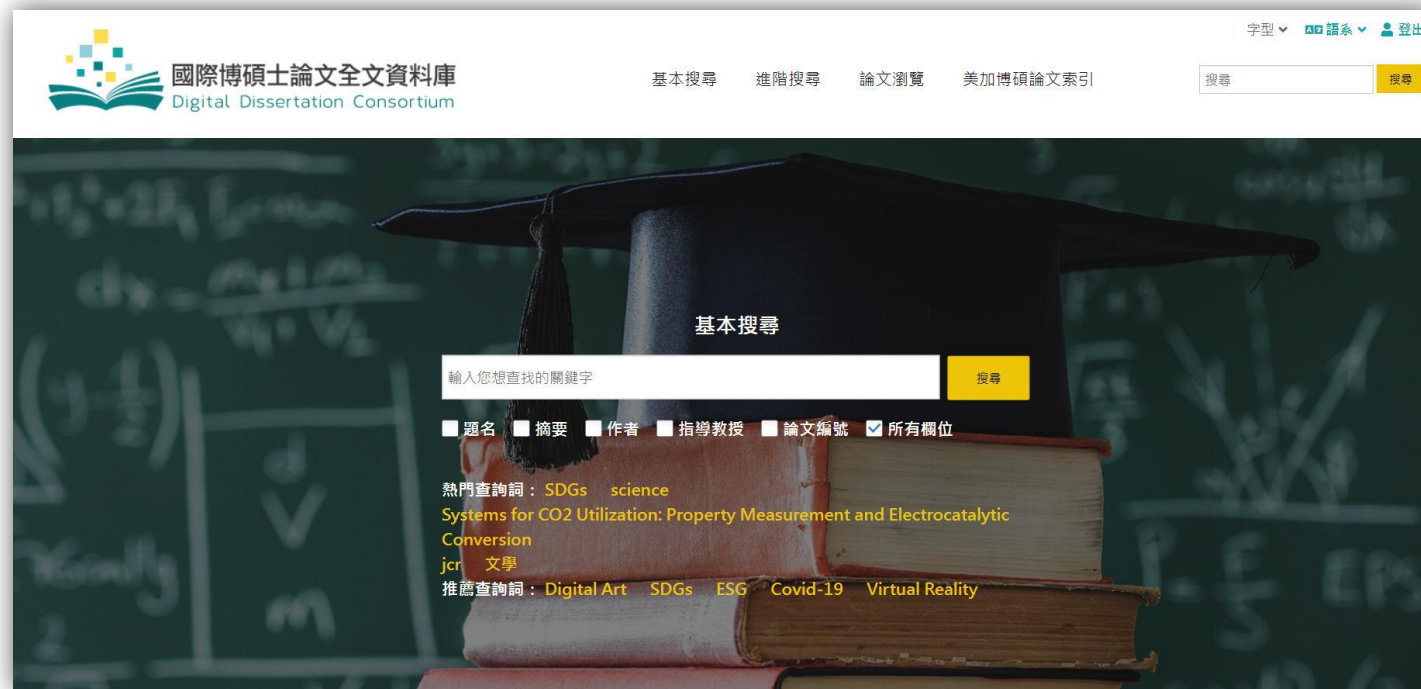 字型 語系 登出
國際博碩士論文全文資料庫
Digital Dissertation Consortium
基本搜尋 進階搜尋 論文瀏覽 美加博碩論文索引
搜尋 搜尋
基本搜尋
輸入您想查找的關鍵字 搜尋
題名 摘要 作者 指導教授 論文編號 所有欄位
熱門查詢詞: SDGs science
Systems for CO2 Utilization: Property Measurement and Electrocatalytic
Conversion
jcr 文學
推薦查詢詞: Digital Art SDGs ESG Covid-19 Virtual Reality